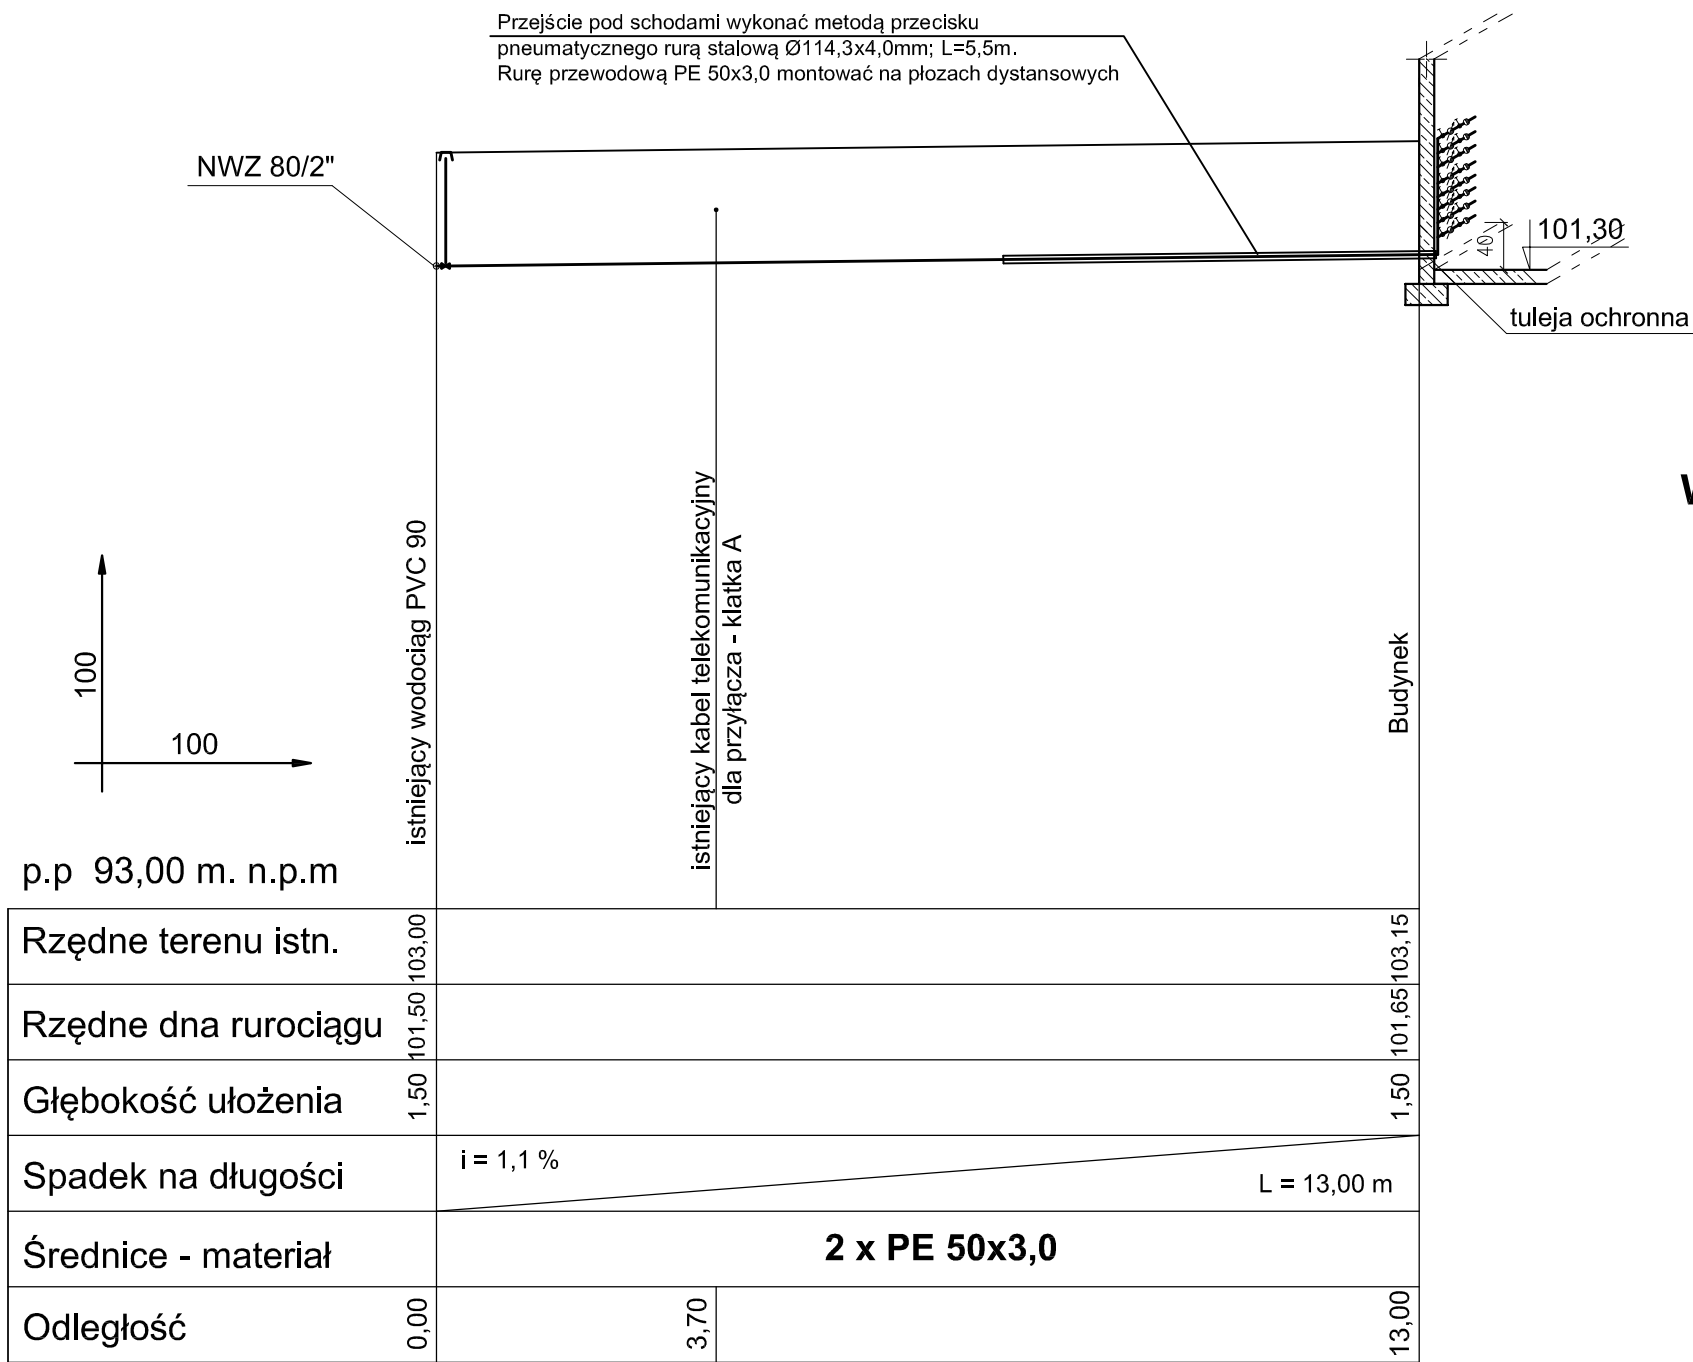 Przejście pod schodami wykonać metodą przecisku
pneumatycznego rurą stalową Ø114,3x4,0mm; L=5,5m.
Rurę przewodową PE 50x3,0 montować na płozach dystansowych
NWZ 80/2"
101,30
40
tuleja ochronna
istniejący wodociąg PVC 90
istniejący kabel telekomunikacyjny
dla przyłącza - klatka A
Budynek
100
100
p.p 93,00 m. n.p.m
Rzędne terenu istn. 103,00 103,15
Rzędne dna rurociągu 101,50 101,65
Głębokość ułożenia 1,50 1,50
Spadek na długości i = 1,1 % L = 13,00 m
Średnice - materiał 2 x PE 50x3,0
Odległość 0,00 3,70 13,00